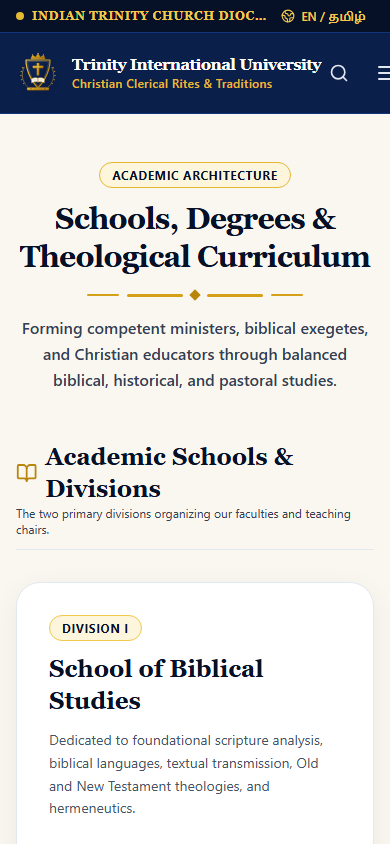 INDIAN TRINITY CHURCH DIOC...
EN / தமிழ்
Trinity International University
Christian Clerical Rites & Traditions
ACADEMIC ARCHITECTURE
Schools, Degrees &
Theological Curriculum
Forming competent ministers, biblical exegetes,
and Christian educators through balanced
biblical, historical, and pastoral studies.
Academic Schools &
Divisions
The two primary divisions organizing our faculties and teaching
chairs.
DIVISION I
School of Biblical
Studies
Dedicated to foundational scripture analysis,
biblical languages, textual transmission, Old
and New Testament theologies, and
hermeneutics.